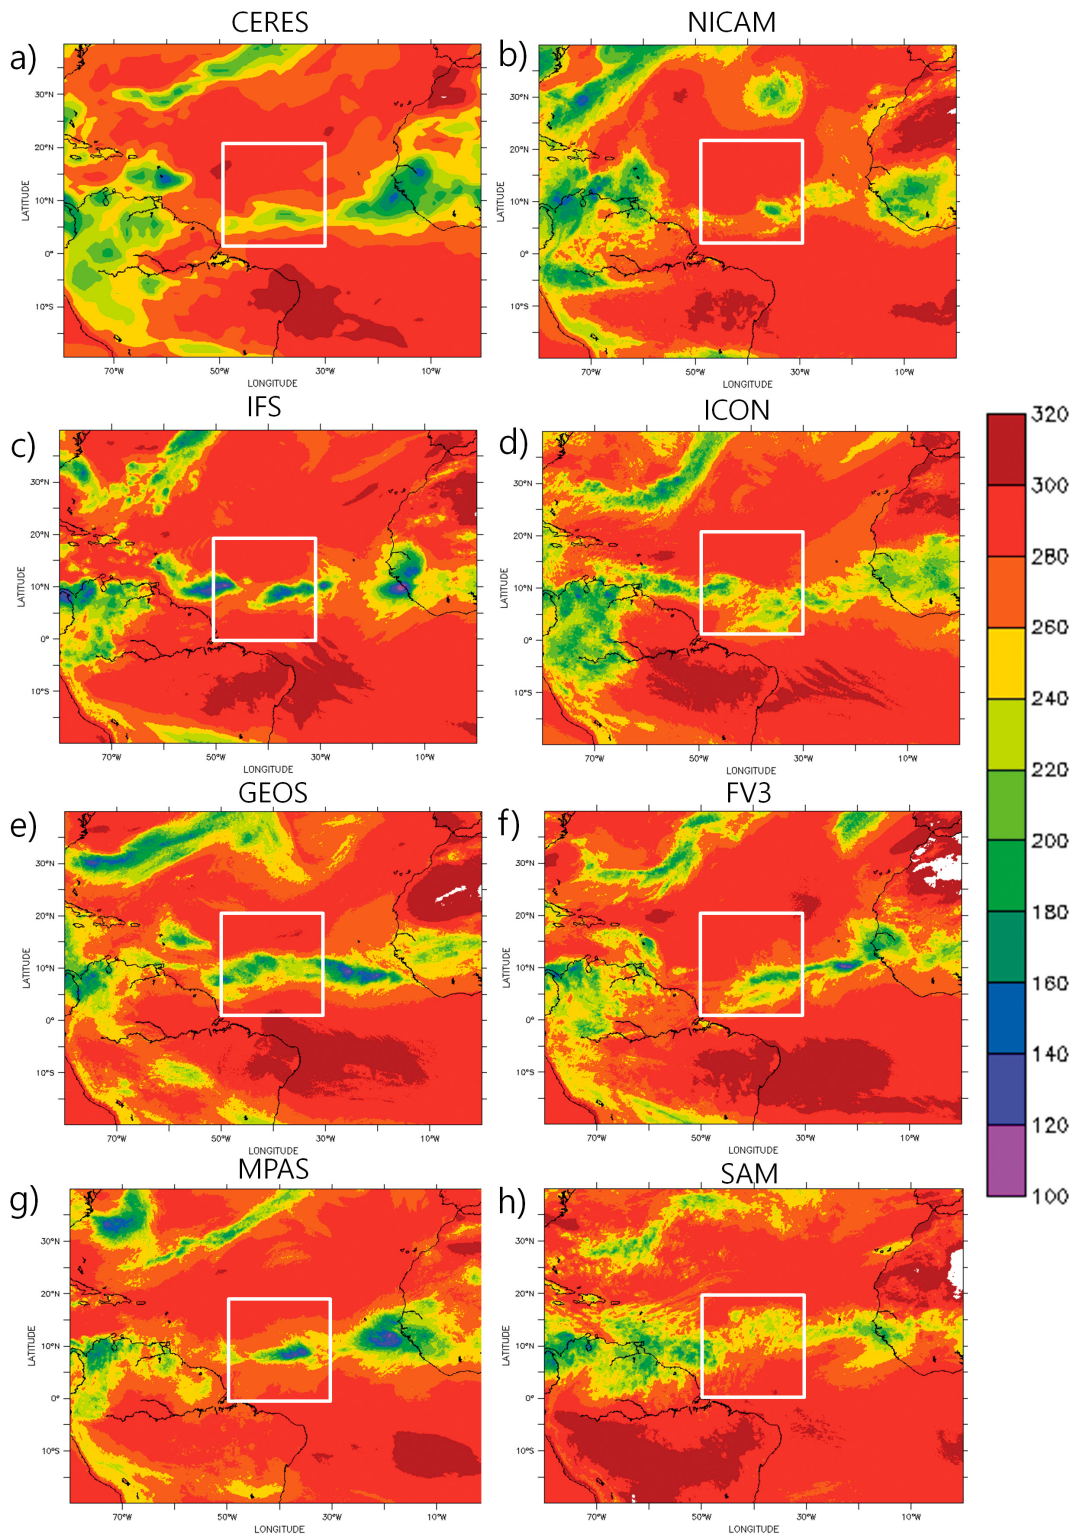 CERES
NICAM
a)
b)
30°N
20°N
10°N
0°
10°S
LATITUDE
70°W
50°W
30°W
10°W
LONGITUDE
30°N
20°N
10°N
0°
10°S
LATITUDE
70°W
50°W
30°W
10°W
LONGITUDE
IFS
ICON
c)
d)
30°N
20°N
10°N
0°
10°S
LATITUDE
70°W
50°W
30°W
10°W
LONGITUDE
30°N
20°N
10°N
0°
10°S
LATITUDE
70°W
50°W
30°W
10°W
LONGITUDE
GEOS
FV3
e)
f)
30°N
20°N
10°N
0°
10°S
LATITUDE
70°W
50°W
30°W
10°W
LONGITUDE
30°N
20°N
10°N
0°
10°S
LATITUDE
70°W
50°W
30°W
10°W
LONGITUDE
MPAS
SAM
g)
h)
30°N
20°N
10°N
0°
10°S
LATITUDE
70°W
50°W
30°W
10°W
LONGITUDE
30°N
20°N
10°N
0°
10°S
LATITUDE
70°W
50°W
30°W
10°W
LONGITUDE
320
300
280
260
240
220
200
180
160
140
120
100